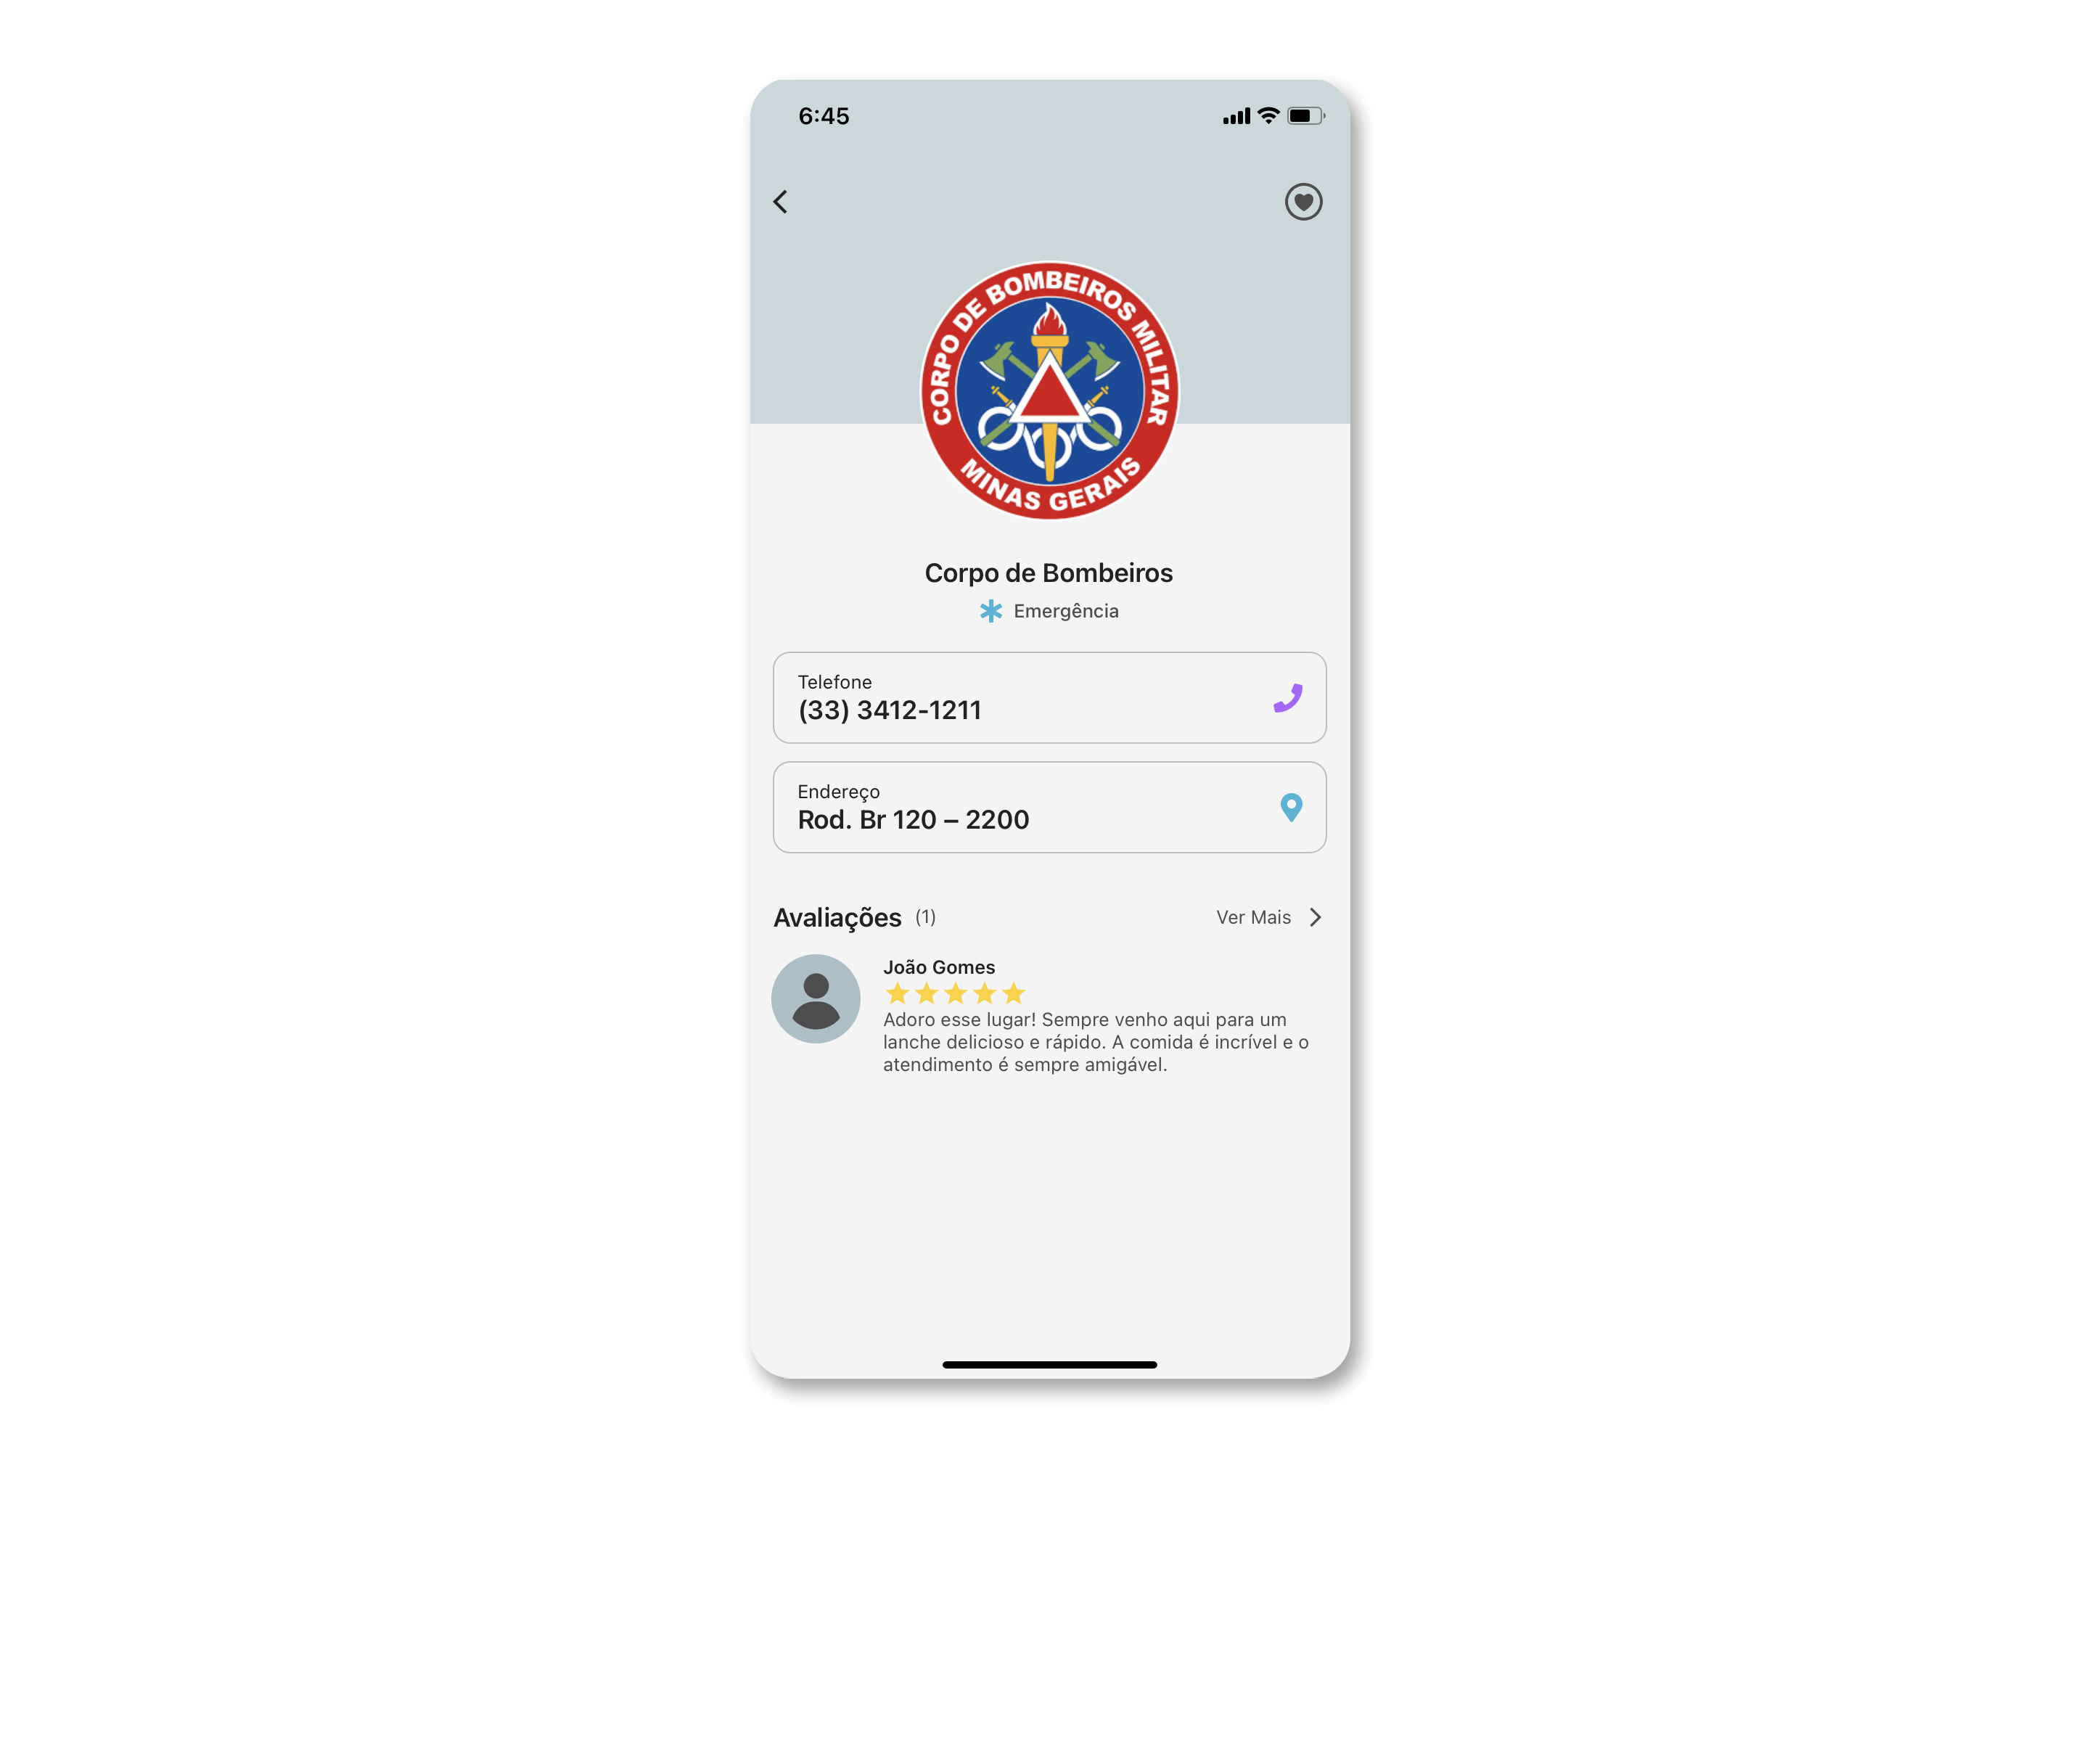 6:45
CORPO DE BOMBEIROS MILITAR
MINAS GERAIS
Corpo de Bombeiros
Emergência
Telefone
(33) 3412-1211
Endereço
Rod. Br 120 – 2200
Avaliações (1)
Ver Mais
João Gomes
Adoro esse lugar! Sempre venho aqui para um
lanche delicioso e rápido. A comida é incrível e o
atendimento é sempre amigável.